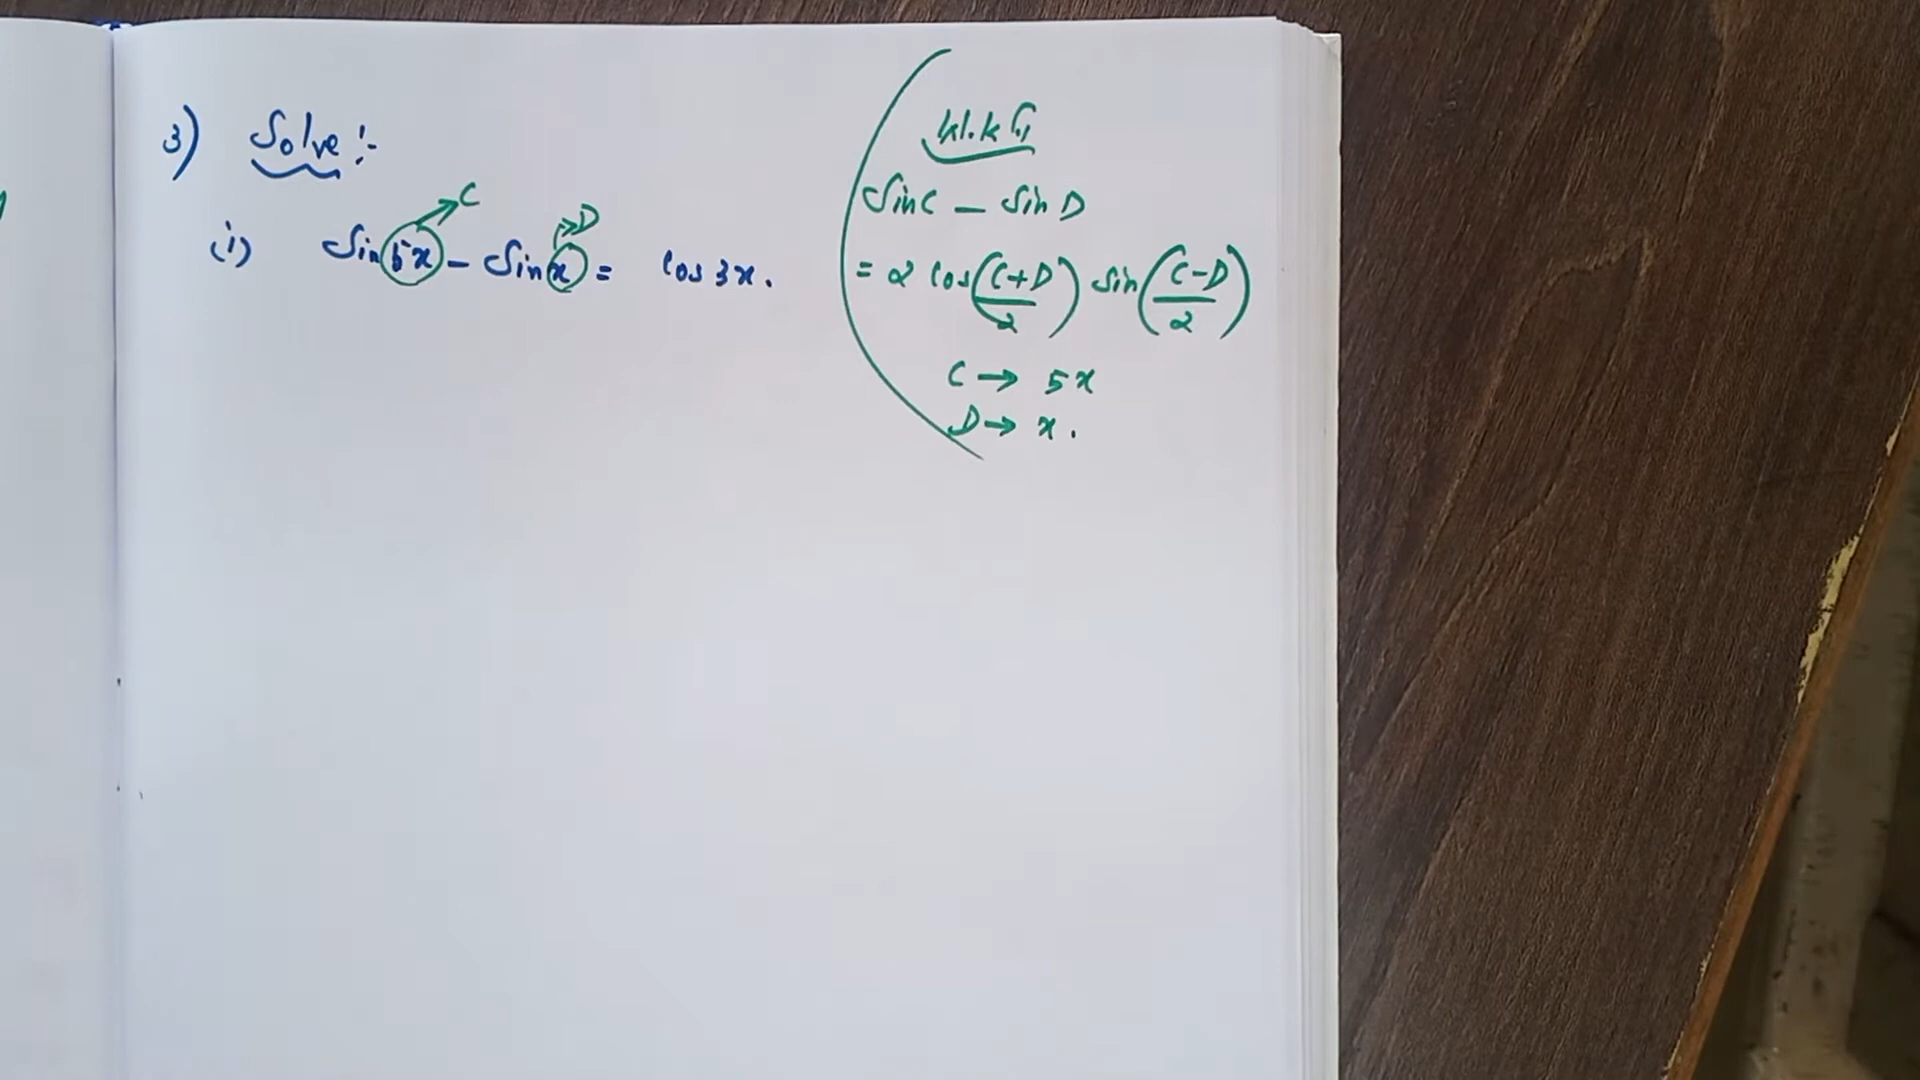 3) Solve :-
(i) Sin 5x - Sin x = Cos 3x.
C
D
W.K.T,
Sin C - Sin D
= 2 Cos(C+D/2) Sin(C-D/2)
C → 5x
D → x.